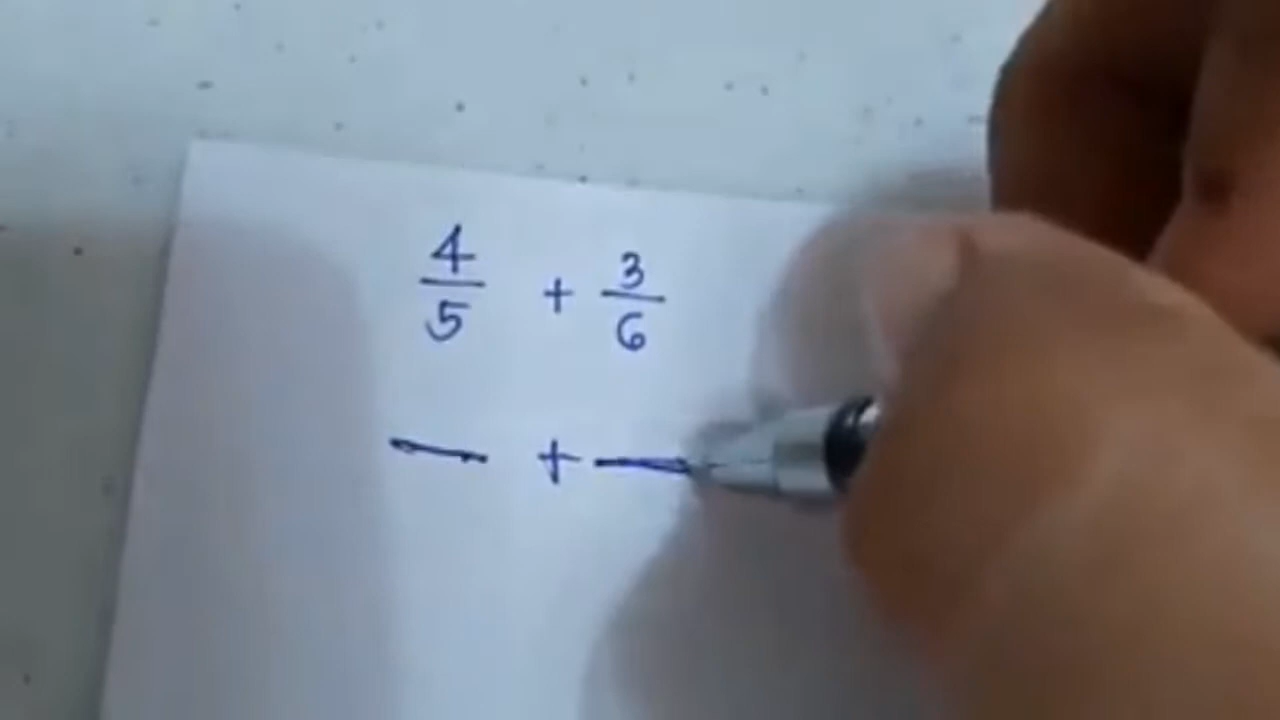 4/5 + 3/6
— + —